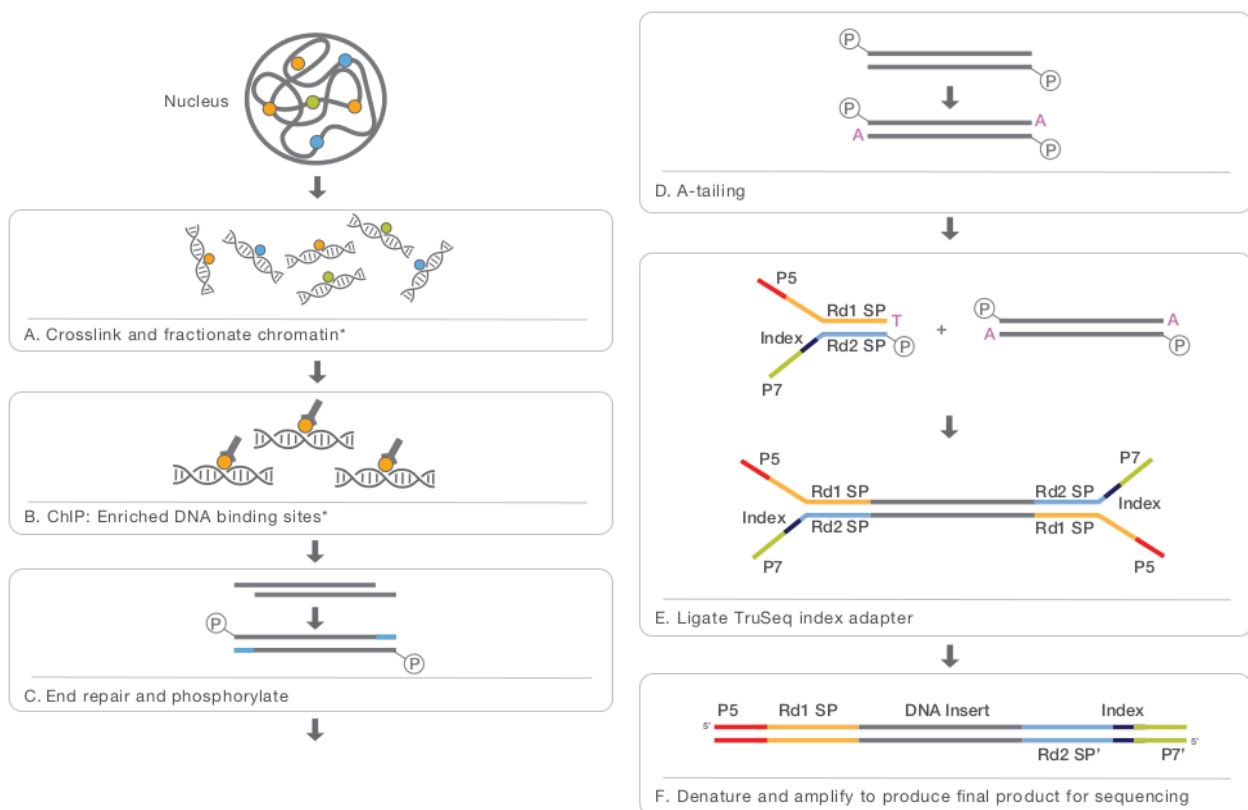 Nucleus
A. Crosslink and fractionate chromatin*
B. ChIP: Enriched DNA binding sites*
P
P
C. End repair and phosphorylate
P
P
P
A
A
P
D. A-tailing
P5
Rd1 SP
T
Index
Rd2 SP
P
P7
+
P
A
A
P
P5
P7
Rd1 SP
Rd2 SP
Index
Index
Rd2 SP
Rd1 SP
P7
P5
E. Ligate TruSeq index adapter
P5 Rd1 SP DNA Insert Index
5'
5'
Rd2 SP' P7'
F. Denature and amplify to produce final product for sequencing